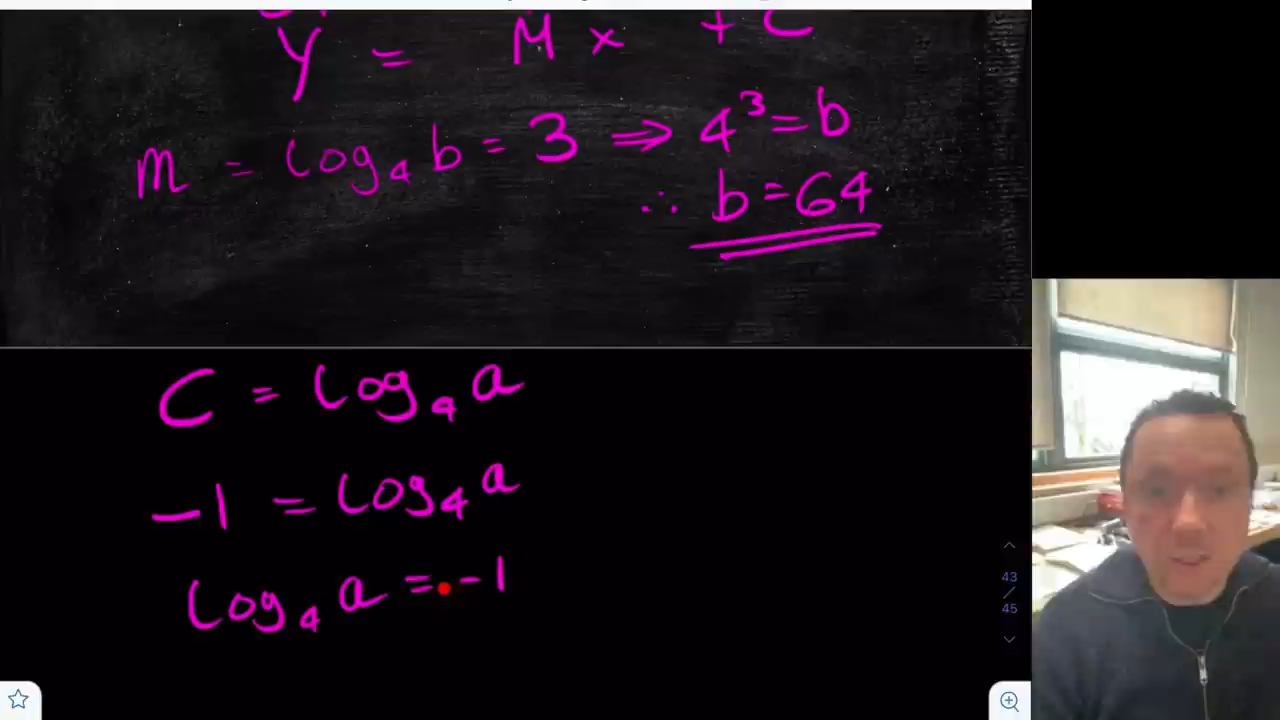 Y = Mx + C
m = log₄ b = 3 ⇒ 4³ = b
∴ b = 64
C = log₄ a
-1 = log₄ a
log₄ a = -1
43
/
45